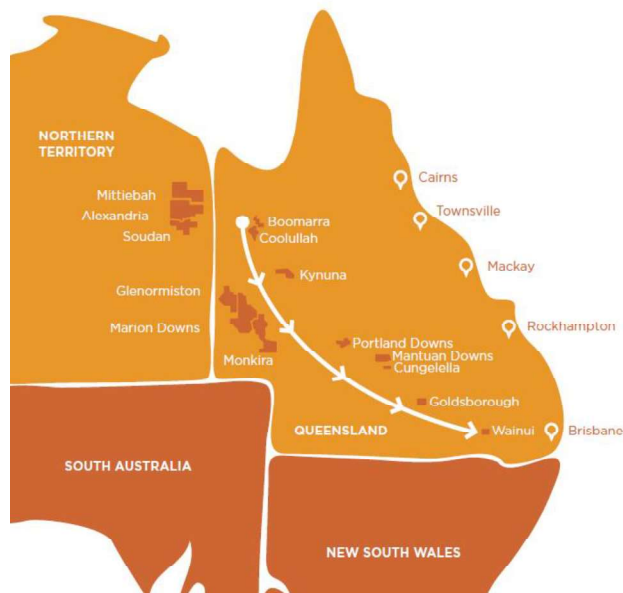 NORTHERN
TERRITORY
Mittiebah
Alexandria
Soudan
Boomarra
Coolullah
Cairns
Townsville
Kynuna
Mackay
Glenormiston
Marion Downs
Monkira
Rockhampton
Portland Downs
Mantuan Downs
Cungelella
Goldsborough
QUEENSLAND
Wainui
Brisbane
SOUTH AUSTRALIA
NEW SOUTH WALES